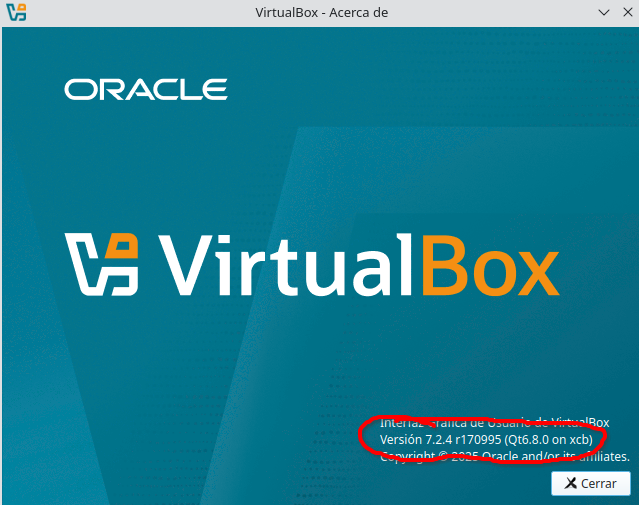 VirtualBox - Acerca de
ORACLE
VirtualBox
Interfaz Gráfica de Usuario de VirtualBox
Versión 7.2.4 r170995 (Qt6.8.0 on xcb)
Copyright © 2025 Oracle and/or its affiliates.
Cerrar